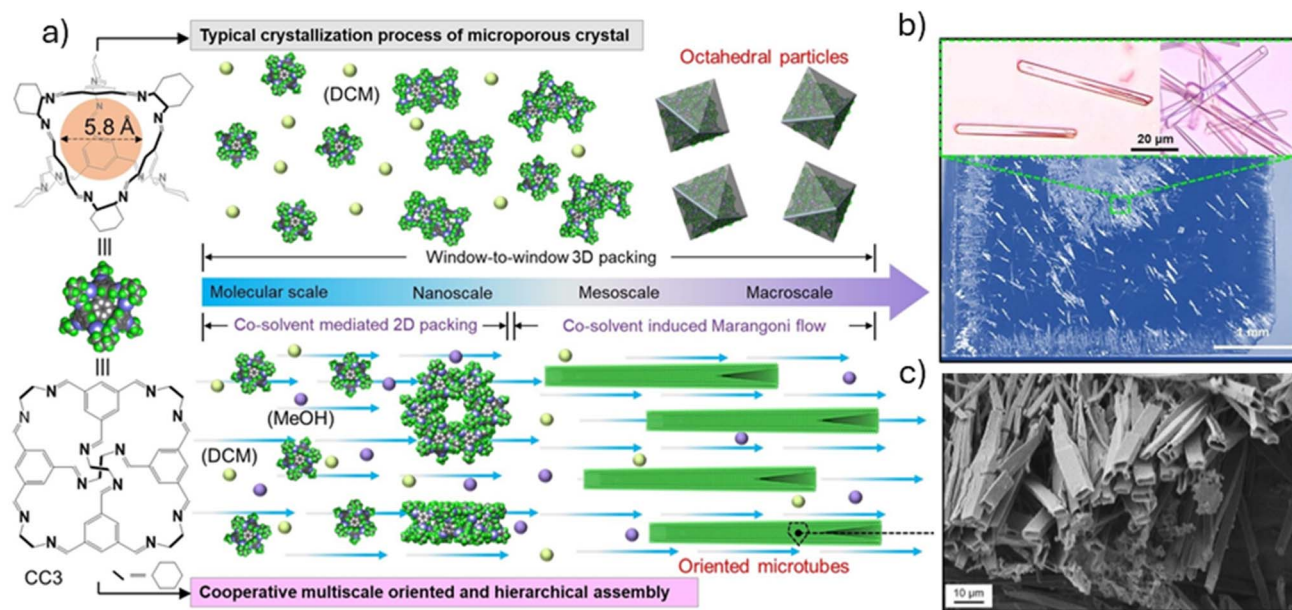 a)
Typical crystallization process of microporous crystal
N
N
N
N
N
N
N
5.8 Å
(DCM)
Octahedral particles
Window-to-window 3D packing
Molecular scale
Nanoscale
Mesoscale
Macroscale
Co-solvent mediated 2D packing
Co-solvent induced Marangoni flow
(MeOH)
(DCM)
N
N
N
N
N
N
N
N
N
N
N
N
CC3
Oriented microtubes
Cooperative multiscale oriented and hierarchical assembly
b)
20 µm
1 mm
c)
10 µm